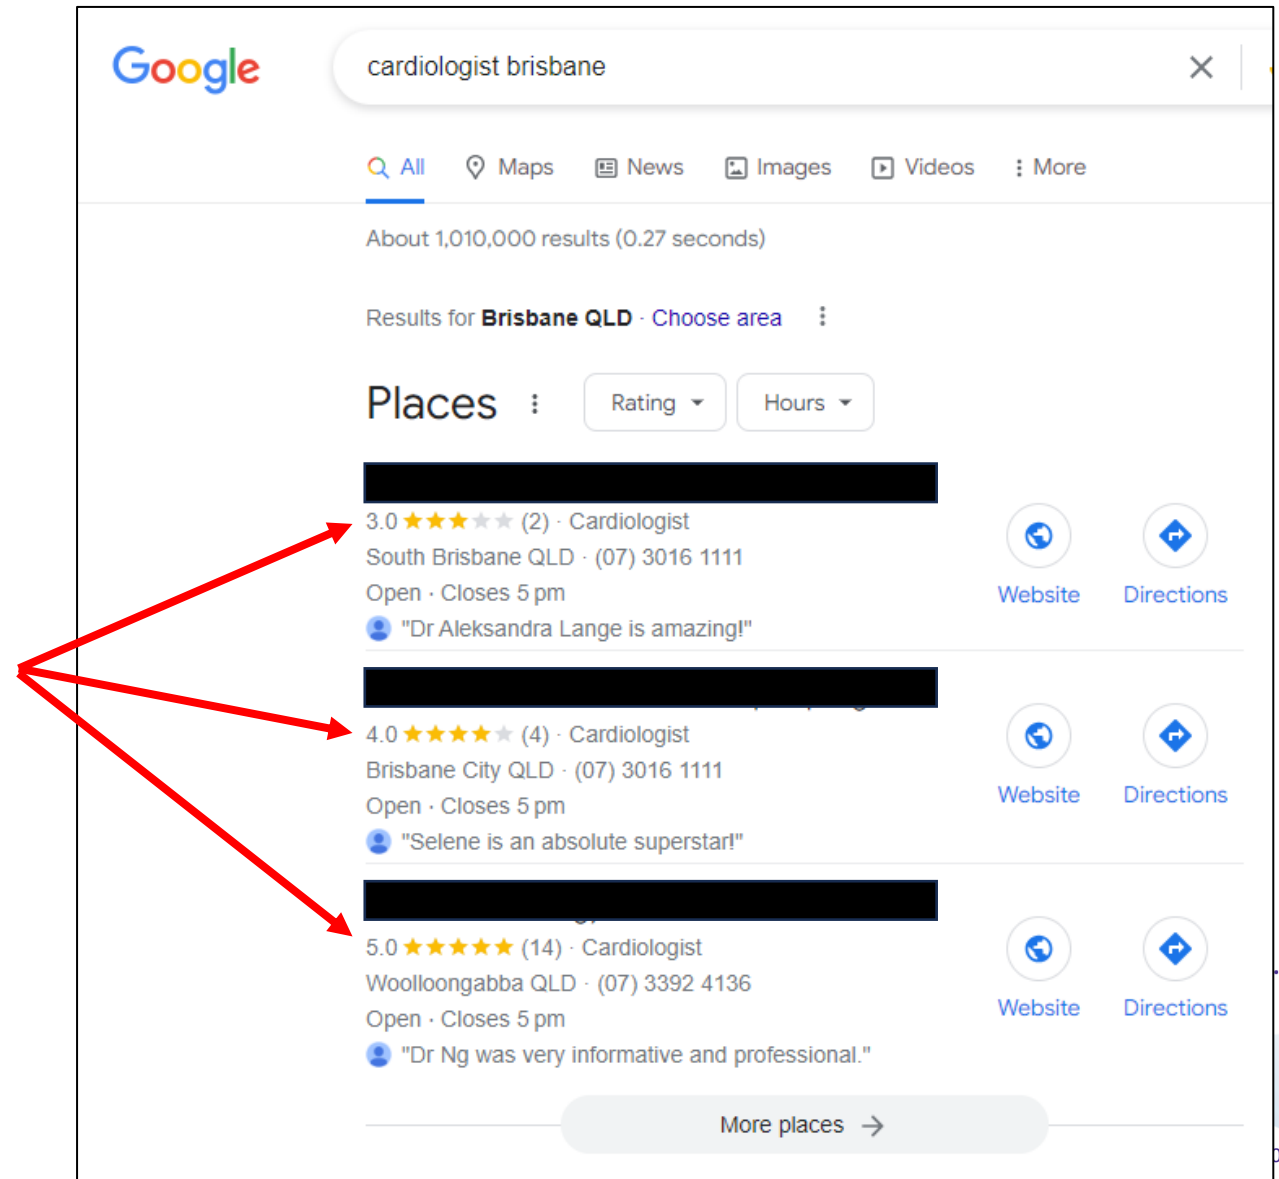 Google
cardiologist brisbane
All Maps News Images Videos More
About 1,010,000 results (0.27 seconds)
Results for Brisbane QLD · Choose area
Places Rating Hours
3.0 (2) · Cardiologist
South Brisbane QLD · (07) 3016 1111
Open · Closes 5 pm
Website Directions
"Dr Aleksandra Lange is amazing!"
4.0 (4) · Cardiologist
Brisbane City QLD · (07) 3016 1111
Open · Closes 5 pm
Website Directions
"Selene is an absolute superstar!"
5.0 (14) · Cardiologist
Woolloongabba QLD · (07) 3392 4136
Open · Closes 5 pm
Website Directions
"Dr Ng was very informative and professional."
More places